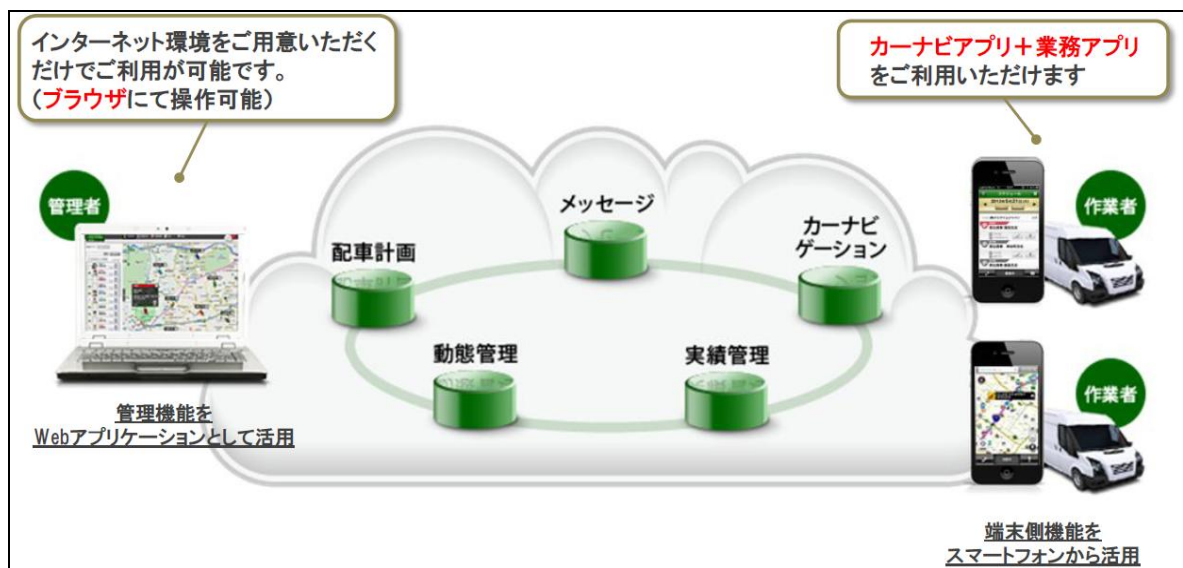 インターネット環境をご用意いただく
だけでご利用が可能です。
（ブラウザにて操作可能）
カーナビアプリ＋業務アプリ
をご利用いただけます
管理者
メッセージ
配車計画
カーナビ
ゲーション
動態管理
実績管理
作業者
作業者
管理機能を
Webアプリケーションとして活用
端末側機能を
スマートフォンから活用